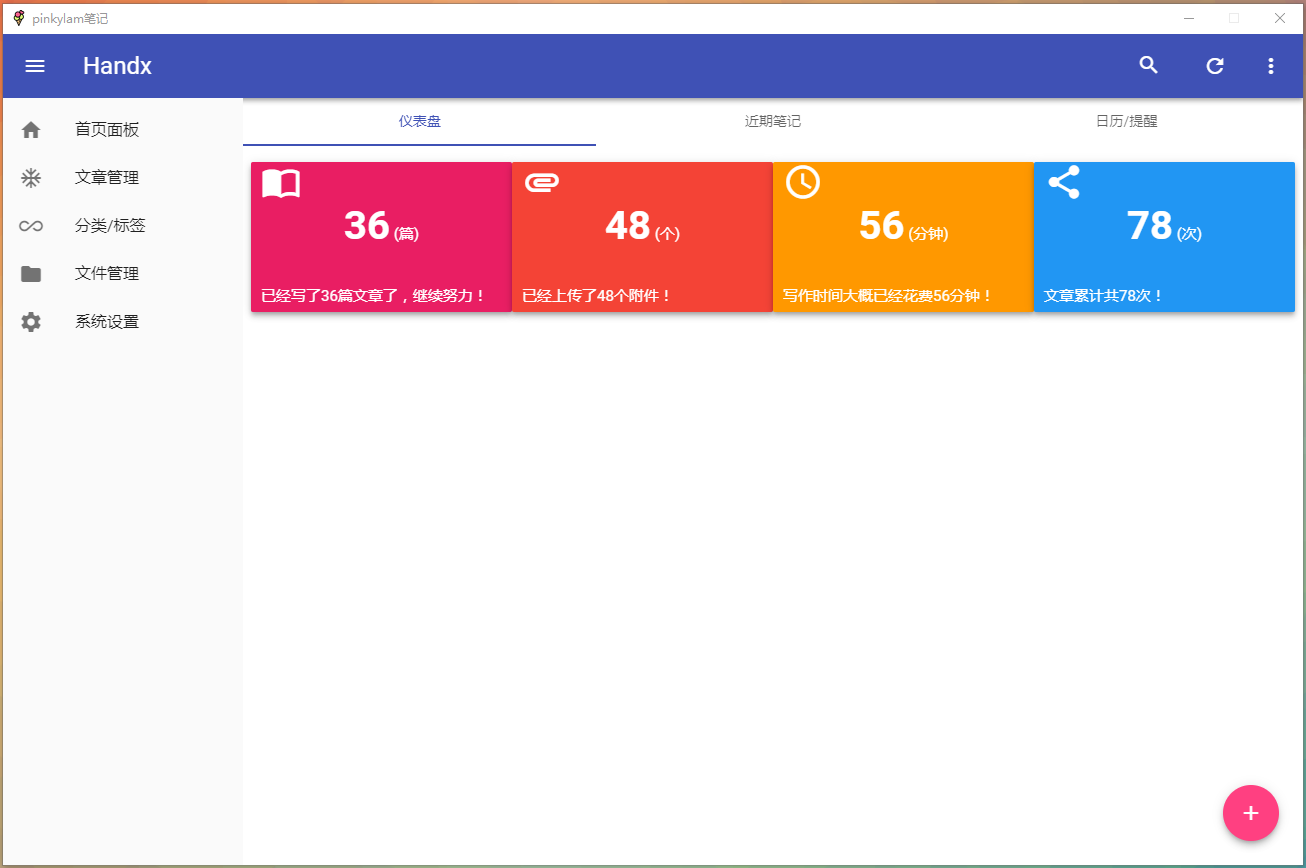 pinkylam笔记
Handx
首页面板
文章管理
分类/标签
文件管理
系统设置
仪表盘 近期笔记 日历/提醒
36 (篇)
已经写了36篇文章了，继续努力！
48 (个)
已经上传了48个附件！
56 (分钟)
写作时间大概已经花费56分钟！
78 (次)
文章累计共78次！